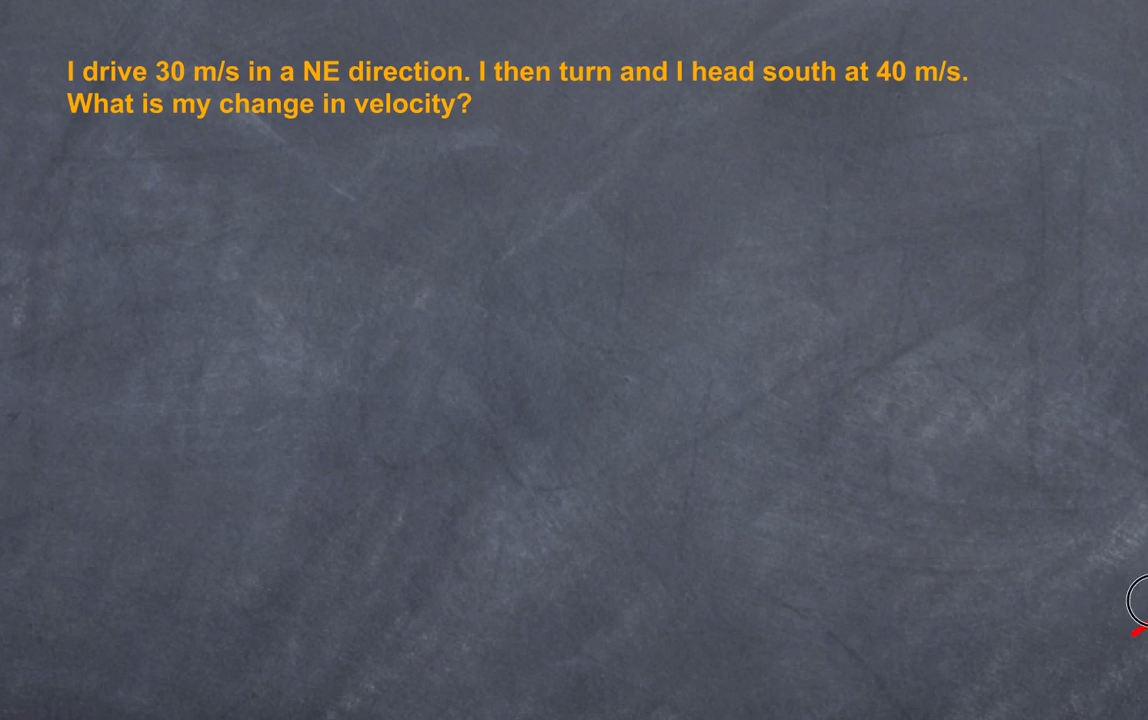 I drive 30 m/s in a NE direction. I then turn and I head south at 40 m/s.
What is my change in velocity?